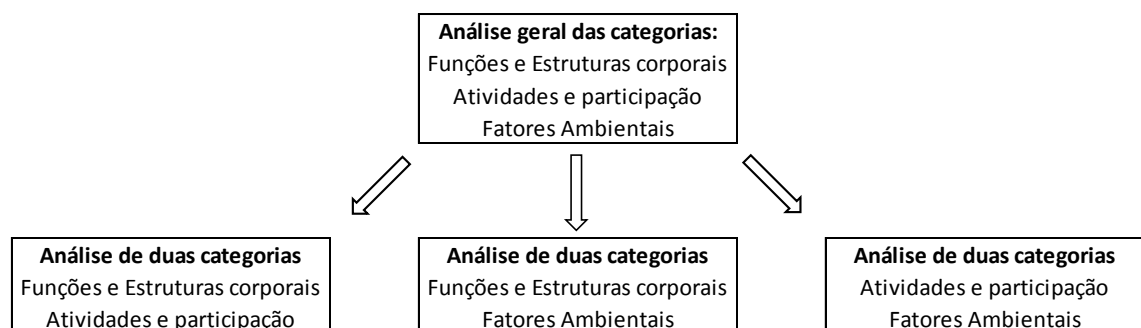 Análise geral das categorias:
Funções e Estruturas corporais
Atividades e participação
Fatores Ambientais
Análise de duas categorias
Funções e Estruturas corporais
Atividades e participação
Análise de duas categorias
Funções e Estruturas corporais
Fatores Ambientais
Análise de duas categorias
Atividades e participação
Fatores Ambientais